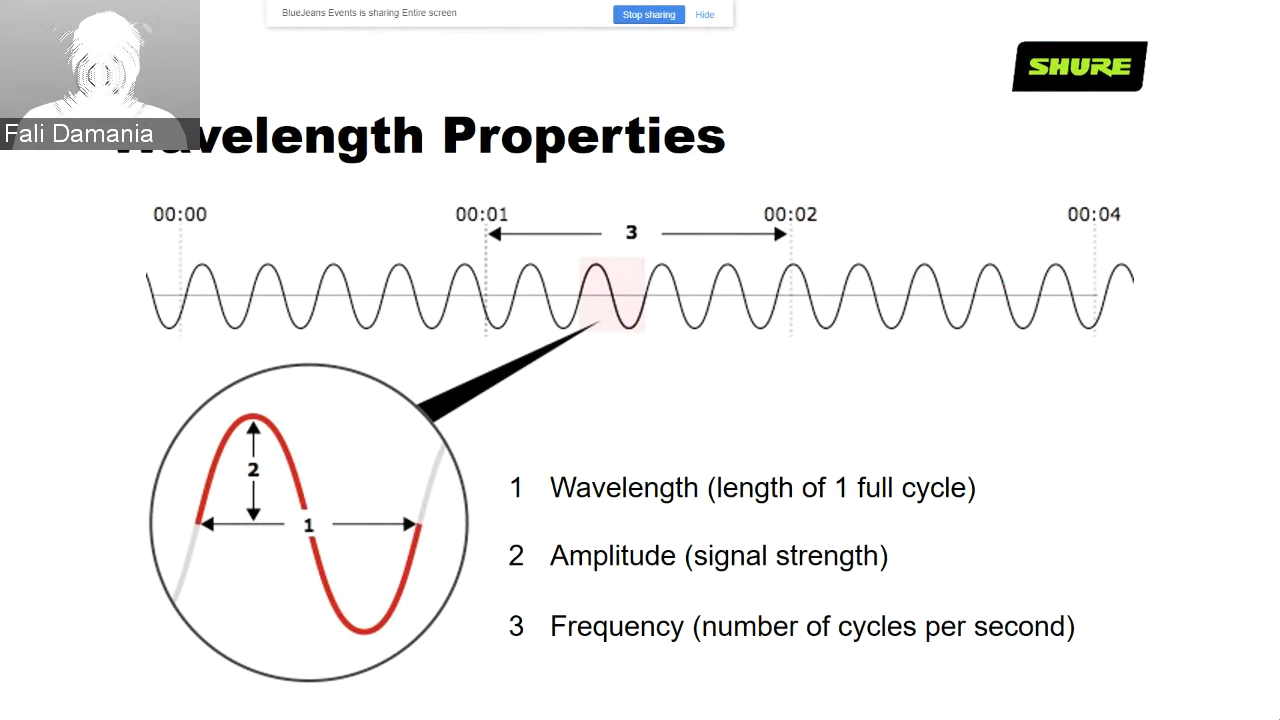 BlueJeans Events is sharing Entire screen
Stop sharing
Hide
SHURE
Fali Damania
avelength Properties
00:00
00:01
00:02
00:04
3
2
1
1 Wavelength (length of 1 full cycle)
2 Amplitude (signal strength)
3 Frequency (number of cycles per second)